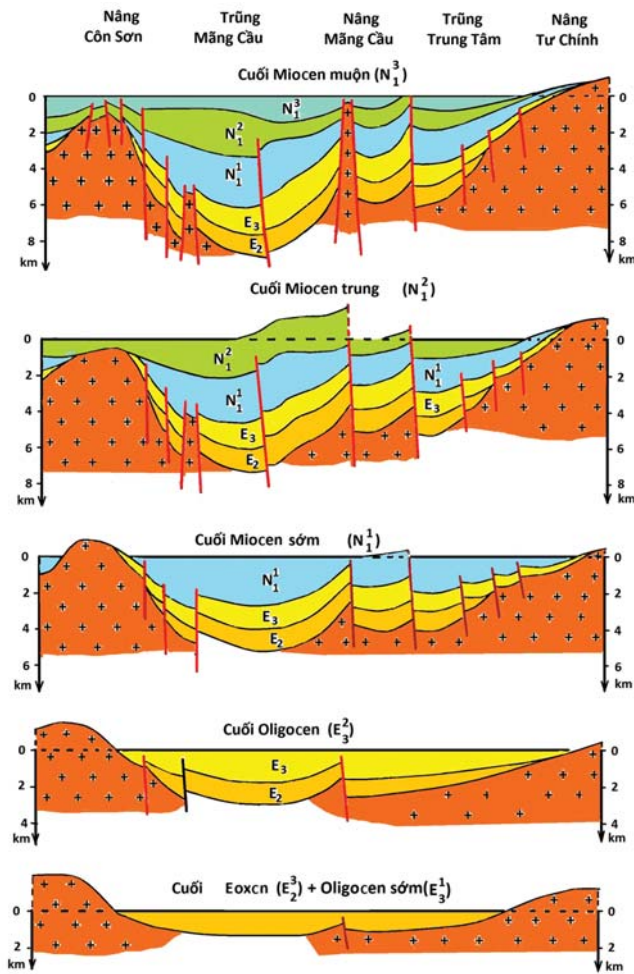 Nâng Côn Sơn
Trũng Mãng Cầu
Nâng Mãng Cầu
Trũng Trung Tâm
Nâng Tư Chính
Cuối Miocen muộn (N₁³)
0 2 4 6 8 km
N₁³
N₁²
N₁¹
E₃
E₂
0 2 4 6 8 km
Cuối Miocen trung (N₁²)
0 2 4 6 8 km
N₁²
N₁¹
E₃
E₂
N₁¹
E₃
0 2 4 6 8 km
Cuối Miocen sớm (N₁¹)
0 2 4 6 km
N₁¹
E₃
E₂
0 2 4 6 km
Cuối Oligocen (E₃²)
0 2 4 km
E₃
E₂
0 2 4 km
Cuối Eoxcn (E₂³) + Oligocen sớm(E₃¹)
0 2 km
0 2 km